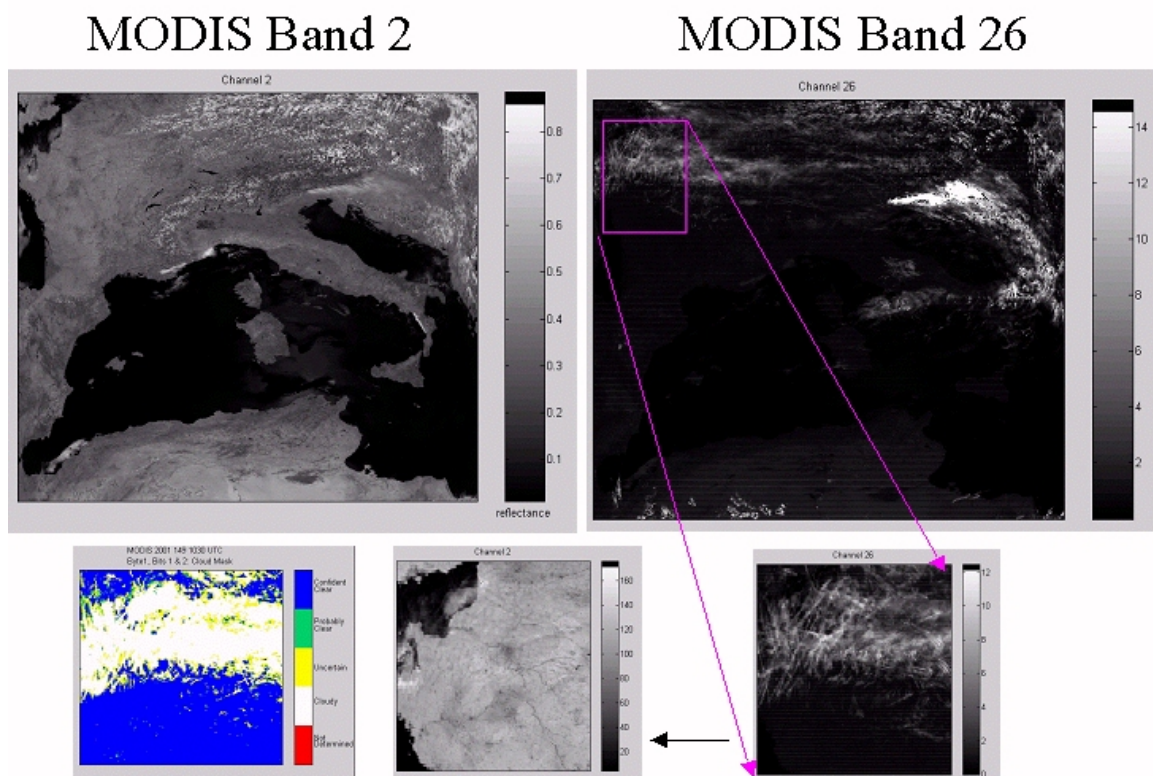 MODIS Band 2
MODIS Band 26
Channel 2
0.8
0.7
0.6
0.5
0.4
0.3
0.2
0.1
reflectance
Channel 26
14
12
10
8
6
4
2
MODIS 2001 149 1030 UTC
Byte1, Bits 1 & 2: Cloud Mask
Confident
Clear
Probably
Clear
Uncertain
Cloudy
Not
Determined
Channel 2
160
140
120
100
80
60
40
20
Channel 26
12
10
8
6
4
2
0